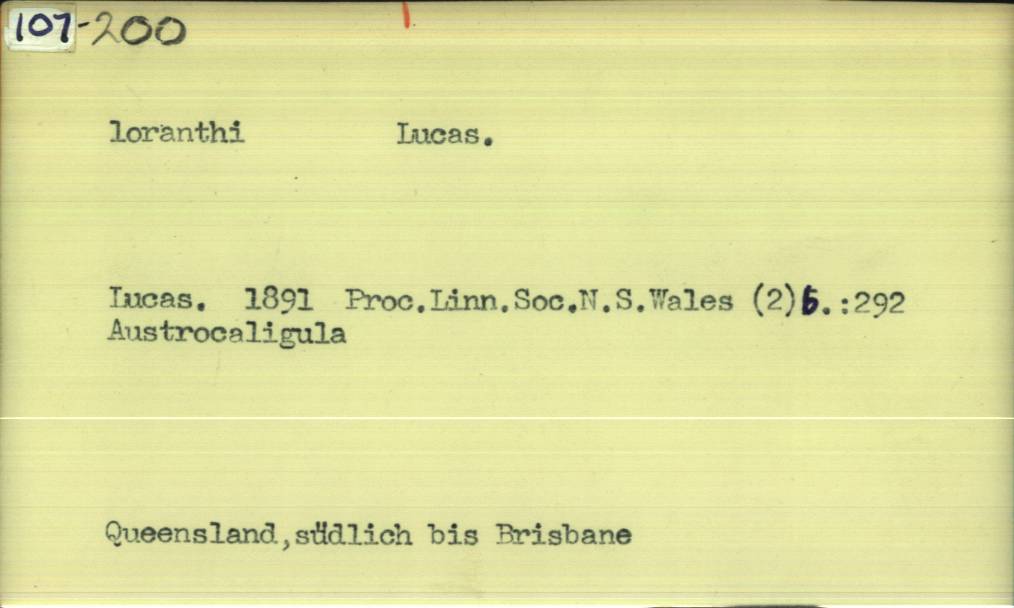 107-200
loranthi Lucas.
Lucas. 1891 Proc.Linn.Soc.N.S.Wales (2)6.:292
Austrocaligula
Queensland,südlich bis Brisbane